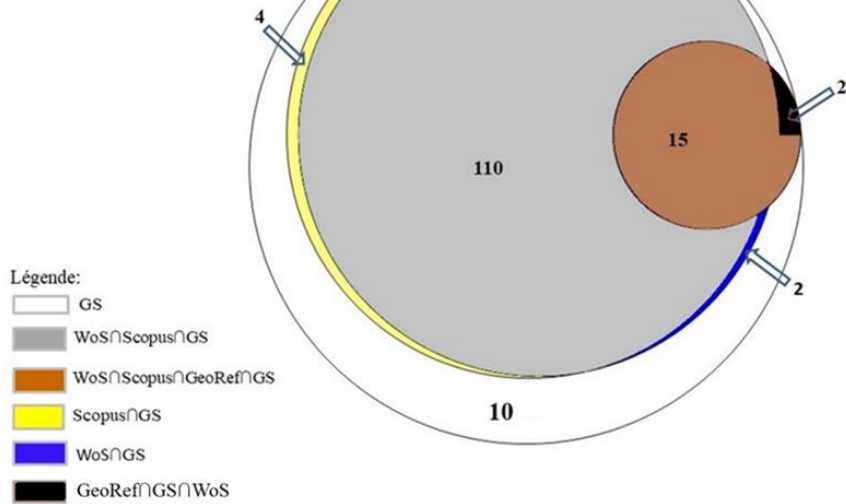 4
2
15
110
2
Légende:
GS
WoS∩Scopus∩GS
WoS∩Scopus∩GeoRef∩GS
Scopus∩GS
10
WoS∩GS
GeoRef∩GS∩WoS